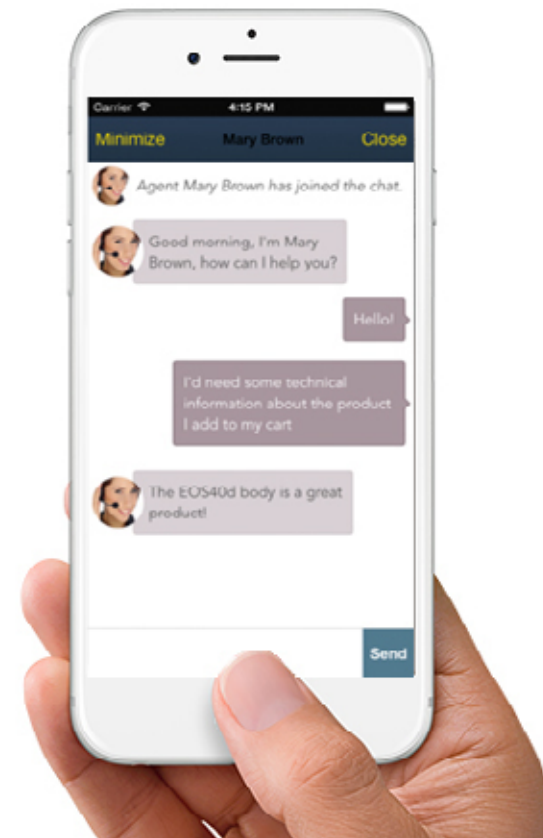 Carrier 4:15 PM
Minimize Mary Brown Close
Agent Mary Brown has joined the chat.
Good morning, I'm Mary
Brown, how can I help you?
Hello!
I'd need some technical
information about the product
I add to my cart
The EOS40d body is a great
product!
Send